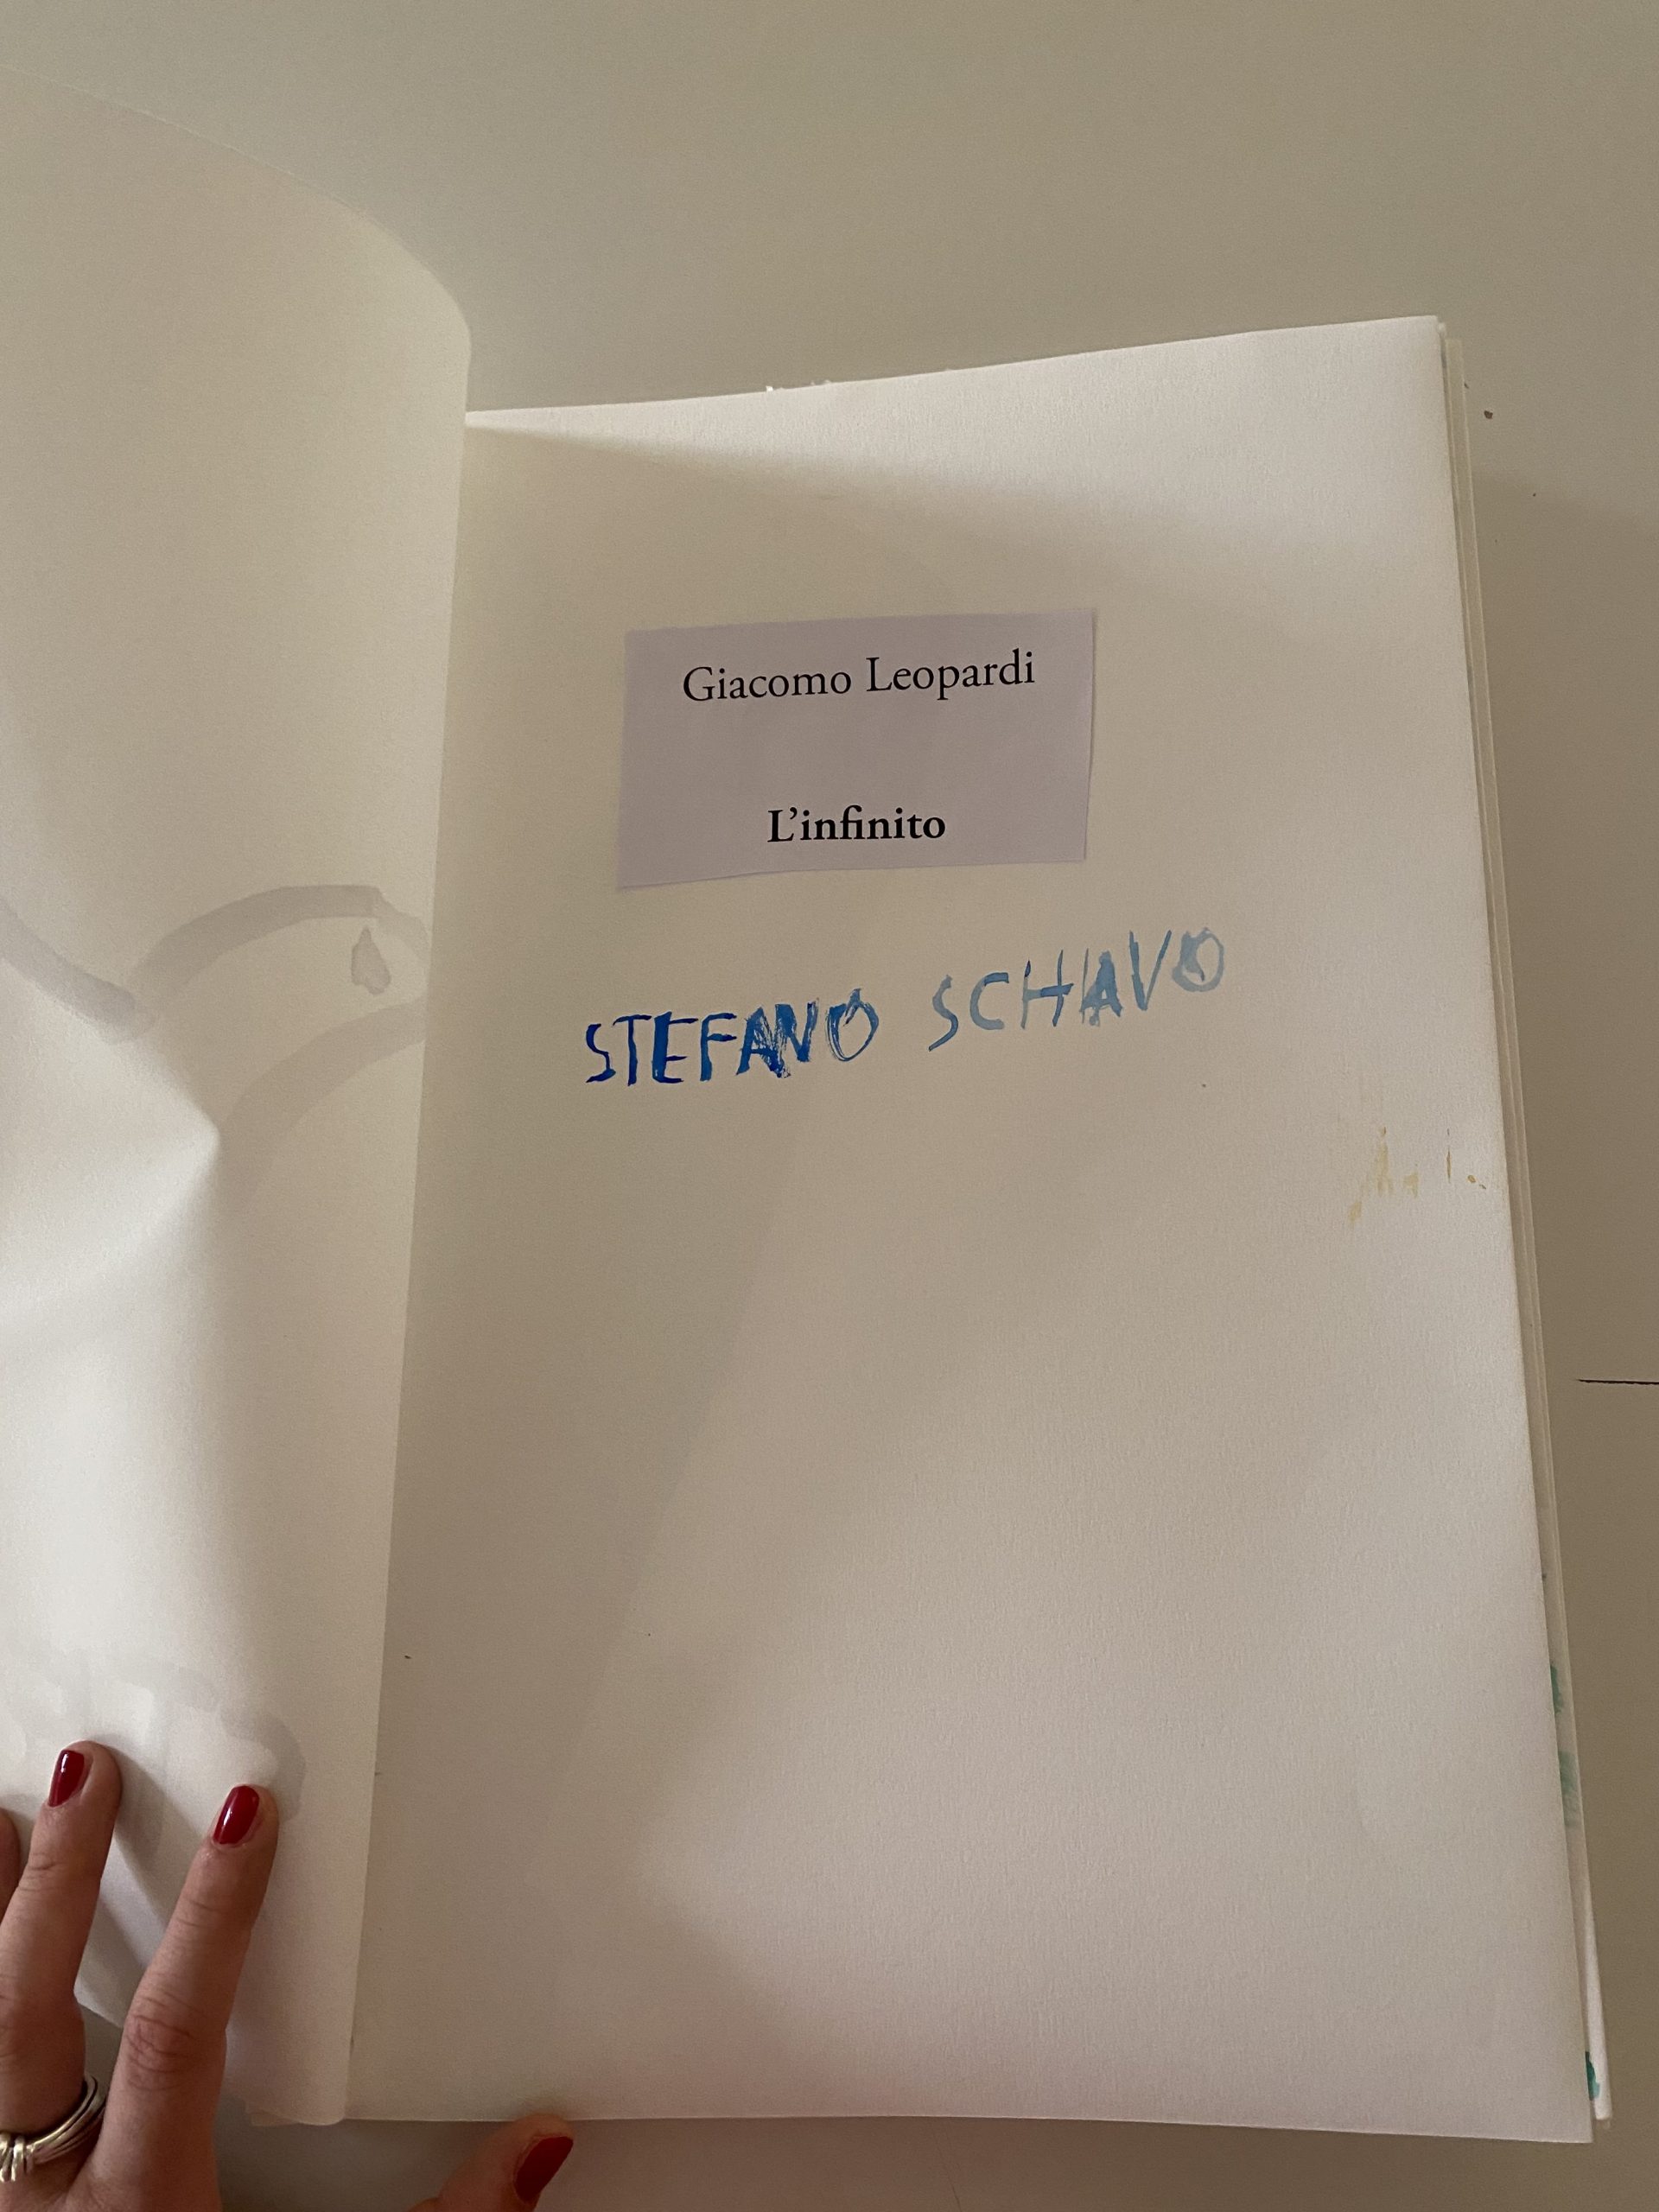 Giacomo Leopardi
L'infinito
STEFANO SCHIAVO